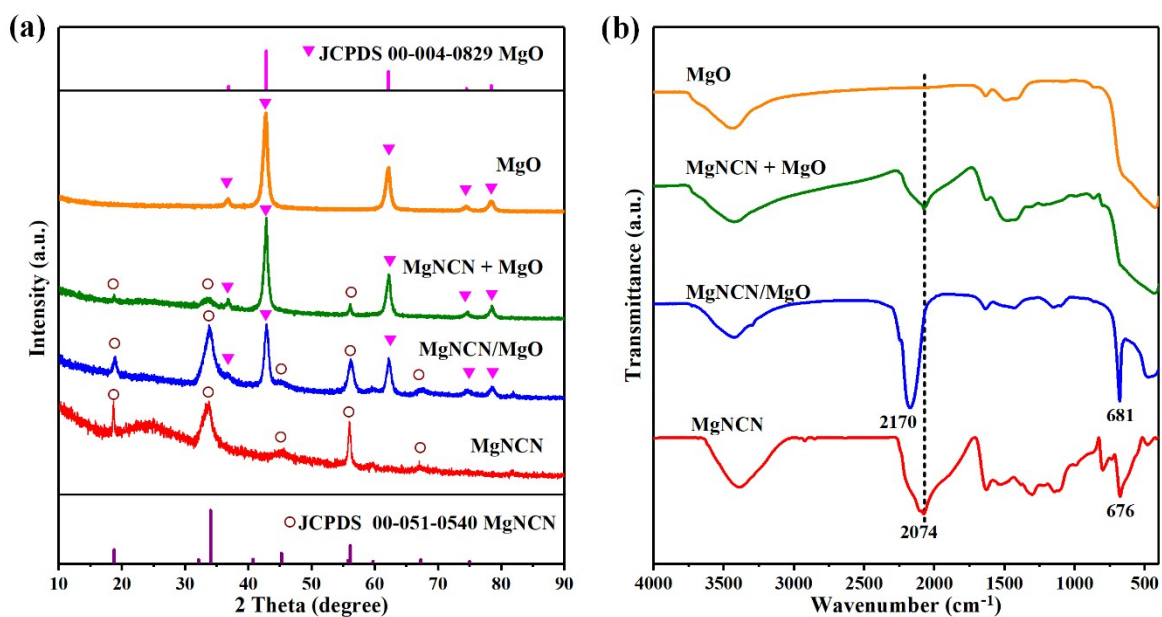 (a)
JCPDS 00-004-0829 MgO
MgO
MgNCN + MgO
MgNCN/MgO
MgNCN
JCPDS 00-051-0540 MgNCN
Intensity (a.u.)
10 20 30 40 50 60 70 80 90
2 Theta (degree)
(b)
MgO
MgNCN + MgO
MgNCN/MgO
2170
681
MgNCN
2074
676
Transmittance (a.u.)
4000 3500 3000 2500 2000 1500 1000 500
Wavenumber (cm⁻¹)